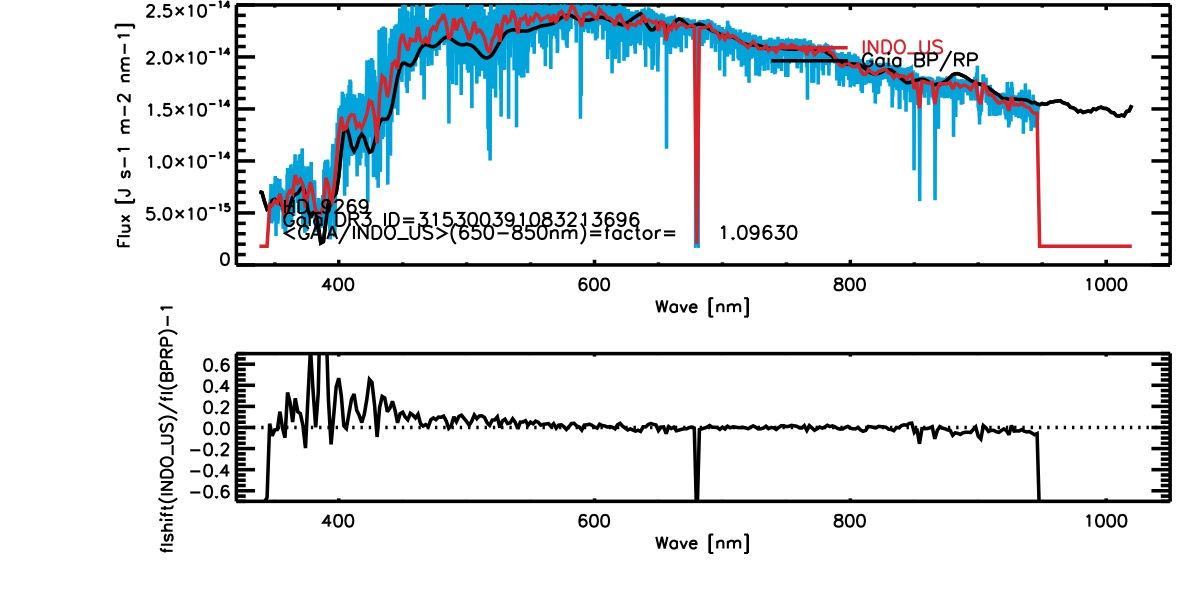 2.5×10−14
2.0×10−14
1.5×10−14
1.0×10−14
5.0×10−15
0
Flux [J s−1 m−2 nm−1]
INDO_US
Gaia BP/RP
HD 9269
Gaia DR3 ID=315300391083213696
<GAIA/INDO_US>(650−850nm)=factor= 1.09630
400 600 800 1000
Wave [nm]
0.6
0.4
0.2
0.0
−0.2
−0.4
−0.6
flshift(INDO_US)/fl(BPRP)−1
400 600 800 1000
Wave [nm]